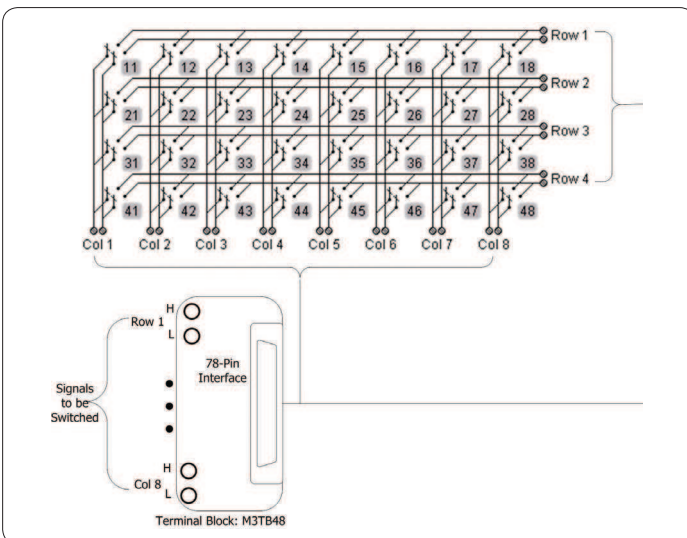 Row 1
11 12 13 14 15 16 17 18
Row 2
21 22 23 24 25 26 27 28
Row 3
31 32 33 34 35 36 37 38
Row 4
41 42 43 44 45 46 47 48
Col 1 Col 2 Col 3 Col 4 Col 5 Col 6 Col 7 Col 8
H
Row 1
L
78-Pin
Interface
Signals
to be
Switched
H
Col 8
L
Terminal Block: M3TB48